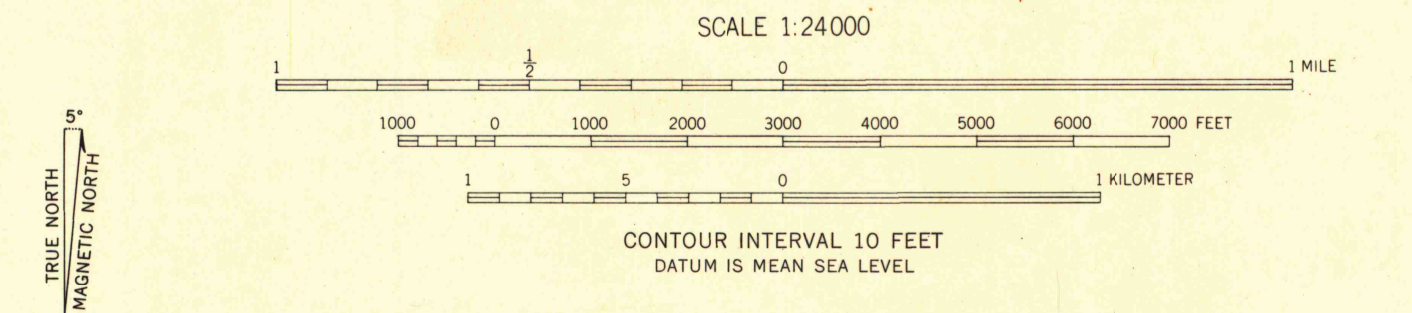 SCALE 1:24000
1 1/2 0 1 MILE
1000 0 1000 2000 3000 4000 5000 6000 7000 FEET
1 5 0 1 KILOMETER
CONTOUR INTERVAL 10 FEET
DATUM IS MEAN SEA LEVEL
5°
TRUE NORTH
MAGNETIC NORTH